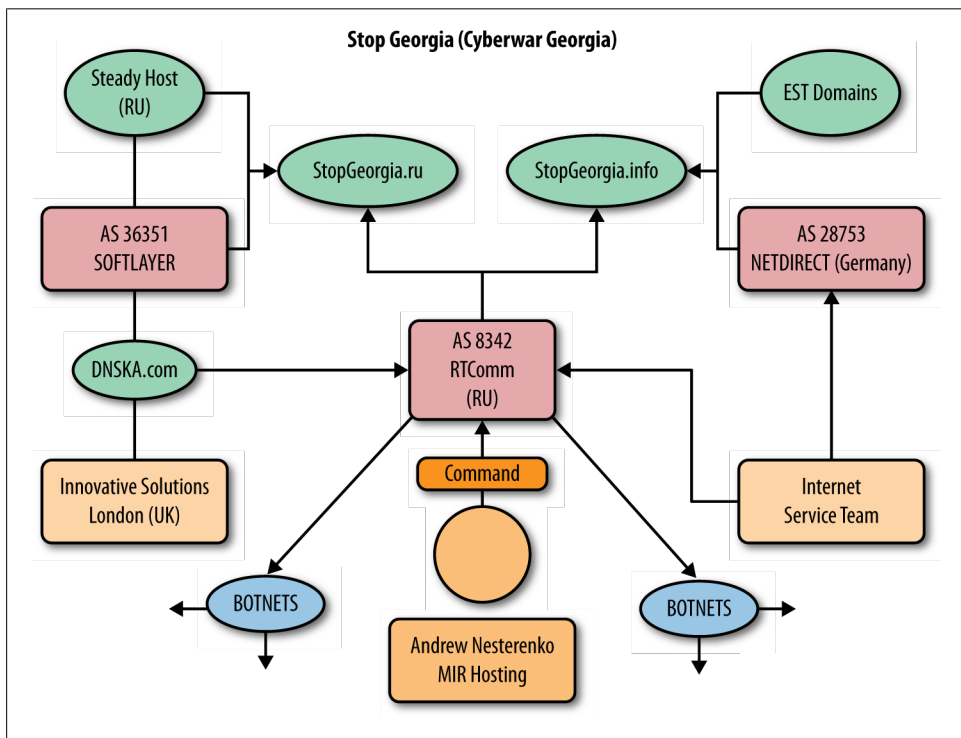 Stop Georgia (Cyberwar Georgia)
Steady Host
(RU)
EST Domains
StopGeorgia.ru
StopGeorgia.info
AS 36351
SOFTLAYER
AS 28753
NETDIRECT (Germany)
AS 8342
RTComm
(RU)
DNSKA.com
Command
Innovative Solutions
London (UK)
Internet
Service Team
BOTNETS
BOTNETS
Andrew Nesterenko
MIR Hosting